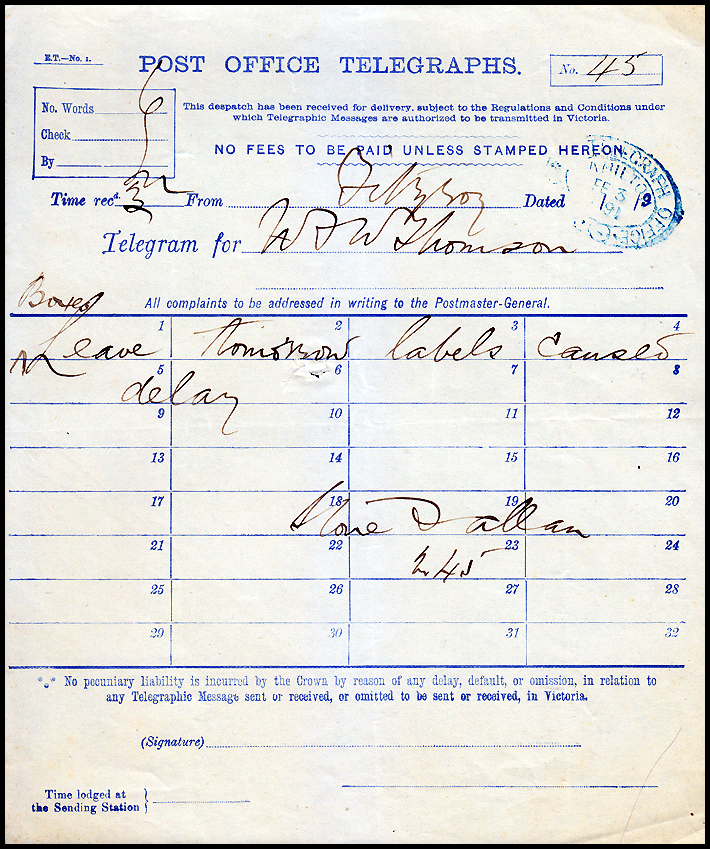 E.T.—No. 1.
POST OFFICE TELEGRAPHS.
No. 45
No. Words 6
Check
By
This despatch has been received for delivery, subject to the Regulations and Conditions under
which Telegraphic Messages are authorized to be transmitted in Victoria.
NO FEES TO BE PAID UNLESS STAMPED HEREON.
Time recd. From Fitzroy Dated
TELEGRAPH OFFICE
FE 3
Telegram for W Thomson
All complaints to be addressed in writing to the Postmaster-General.
Boxes
1 2 3 4
Leave tomorrow labels caused
5 6 7 8
delay
9 10 11 12
13 14 15 16
17 18 19 20
allan
21 22 23 24
45
25 26 27 28
29 30 31 32
No pecuniary liability is incurred by the Crown by reason of any delay, default, or omission, in relation to
any Telegraphic Message sent or received, or omitted to be sent or received, in Victoria.
(Signature)
Time lodged at
the Sending Station